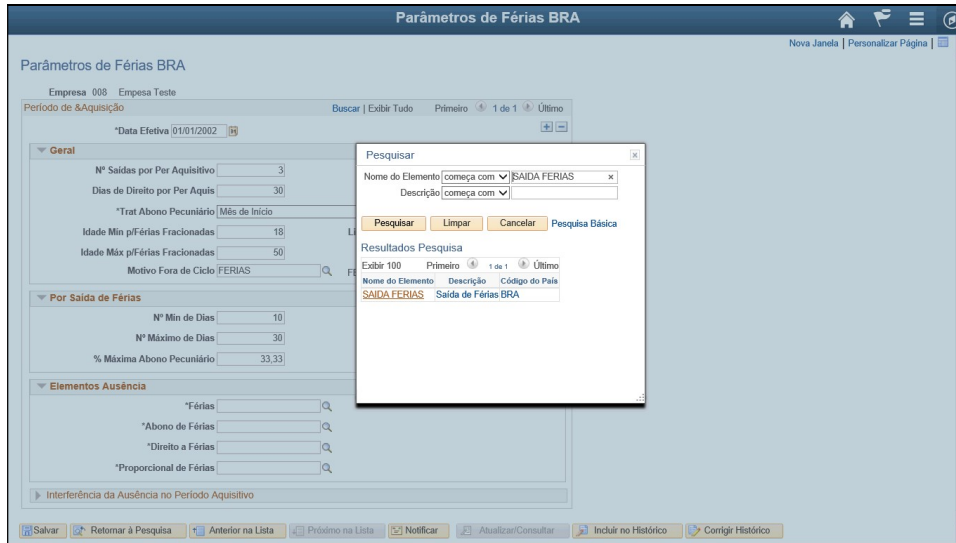 Parâmetros de Férias BRA
Nova Janela | Personalizar Página |
Parâmetros de Férias BRA
Empresa 008 Empesa Teste
Período de &Aquisição Buscar | Exibir Tudo Primeiro 1 de 1 Último
*Data Efetiva 01/01/2002
Geral
Nº Saídas por Per Aquisitivo 3
Dias de Direito por Per Aquis 30
*Trat Abono Pecuniário Mês de Início
Idade Mín p/Férias Fracionadas 18
Idade Máx p/Férias Fracionadas 50
Motivo Fora de Ciclo FERIAS
Por Saída de Férias
Nº Mín de Dias 10
Nº Máximo de Dias 30
% Máxima Abono Pecuniário 33,33
Elementos Ausência
*Férias
*Abono de Férias
*Direito a Férias
*Proporcional de Férias
Interferência da Ausência no Período Aquisitivo
Pesquisar
Nome do Elemento começa com SAIDA FERIAS
Descrição começa com
Pesquisar Limpar Cancelar Pesquisa Básica
Resultados Pesquisa
Exibir 100 Primeiro 1 de 1 Último
Nome do Elemento Descrição Código do País
SAIDA FERIAS Saída de Férias BRA
Salvar Retornar à Pesquisa Anterior na Lista Próximo na Lista Notificar Atualizar/Consultar Incluir no Histórico Corrigir Histórico